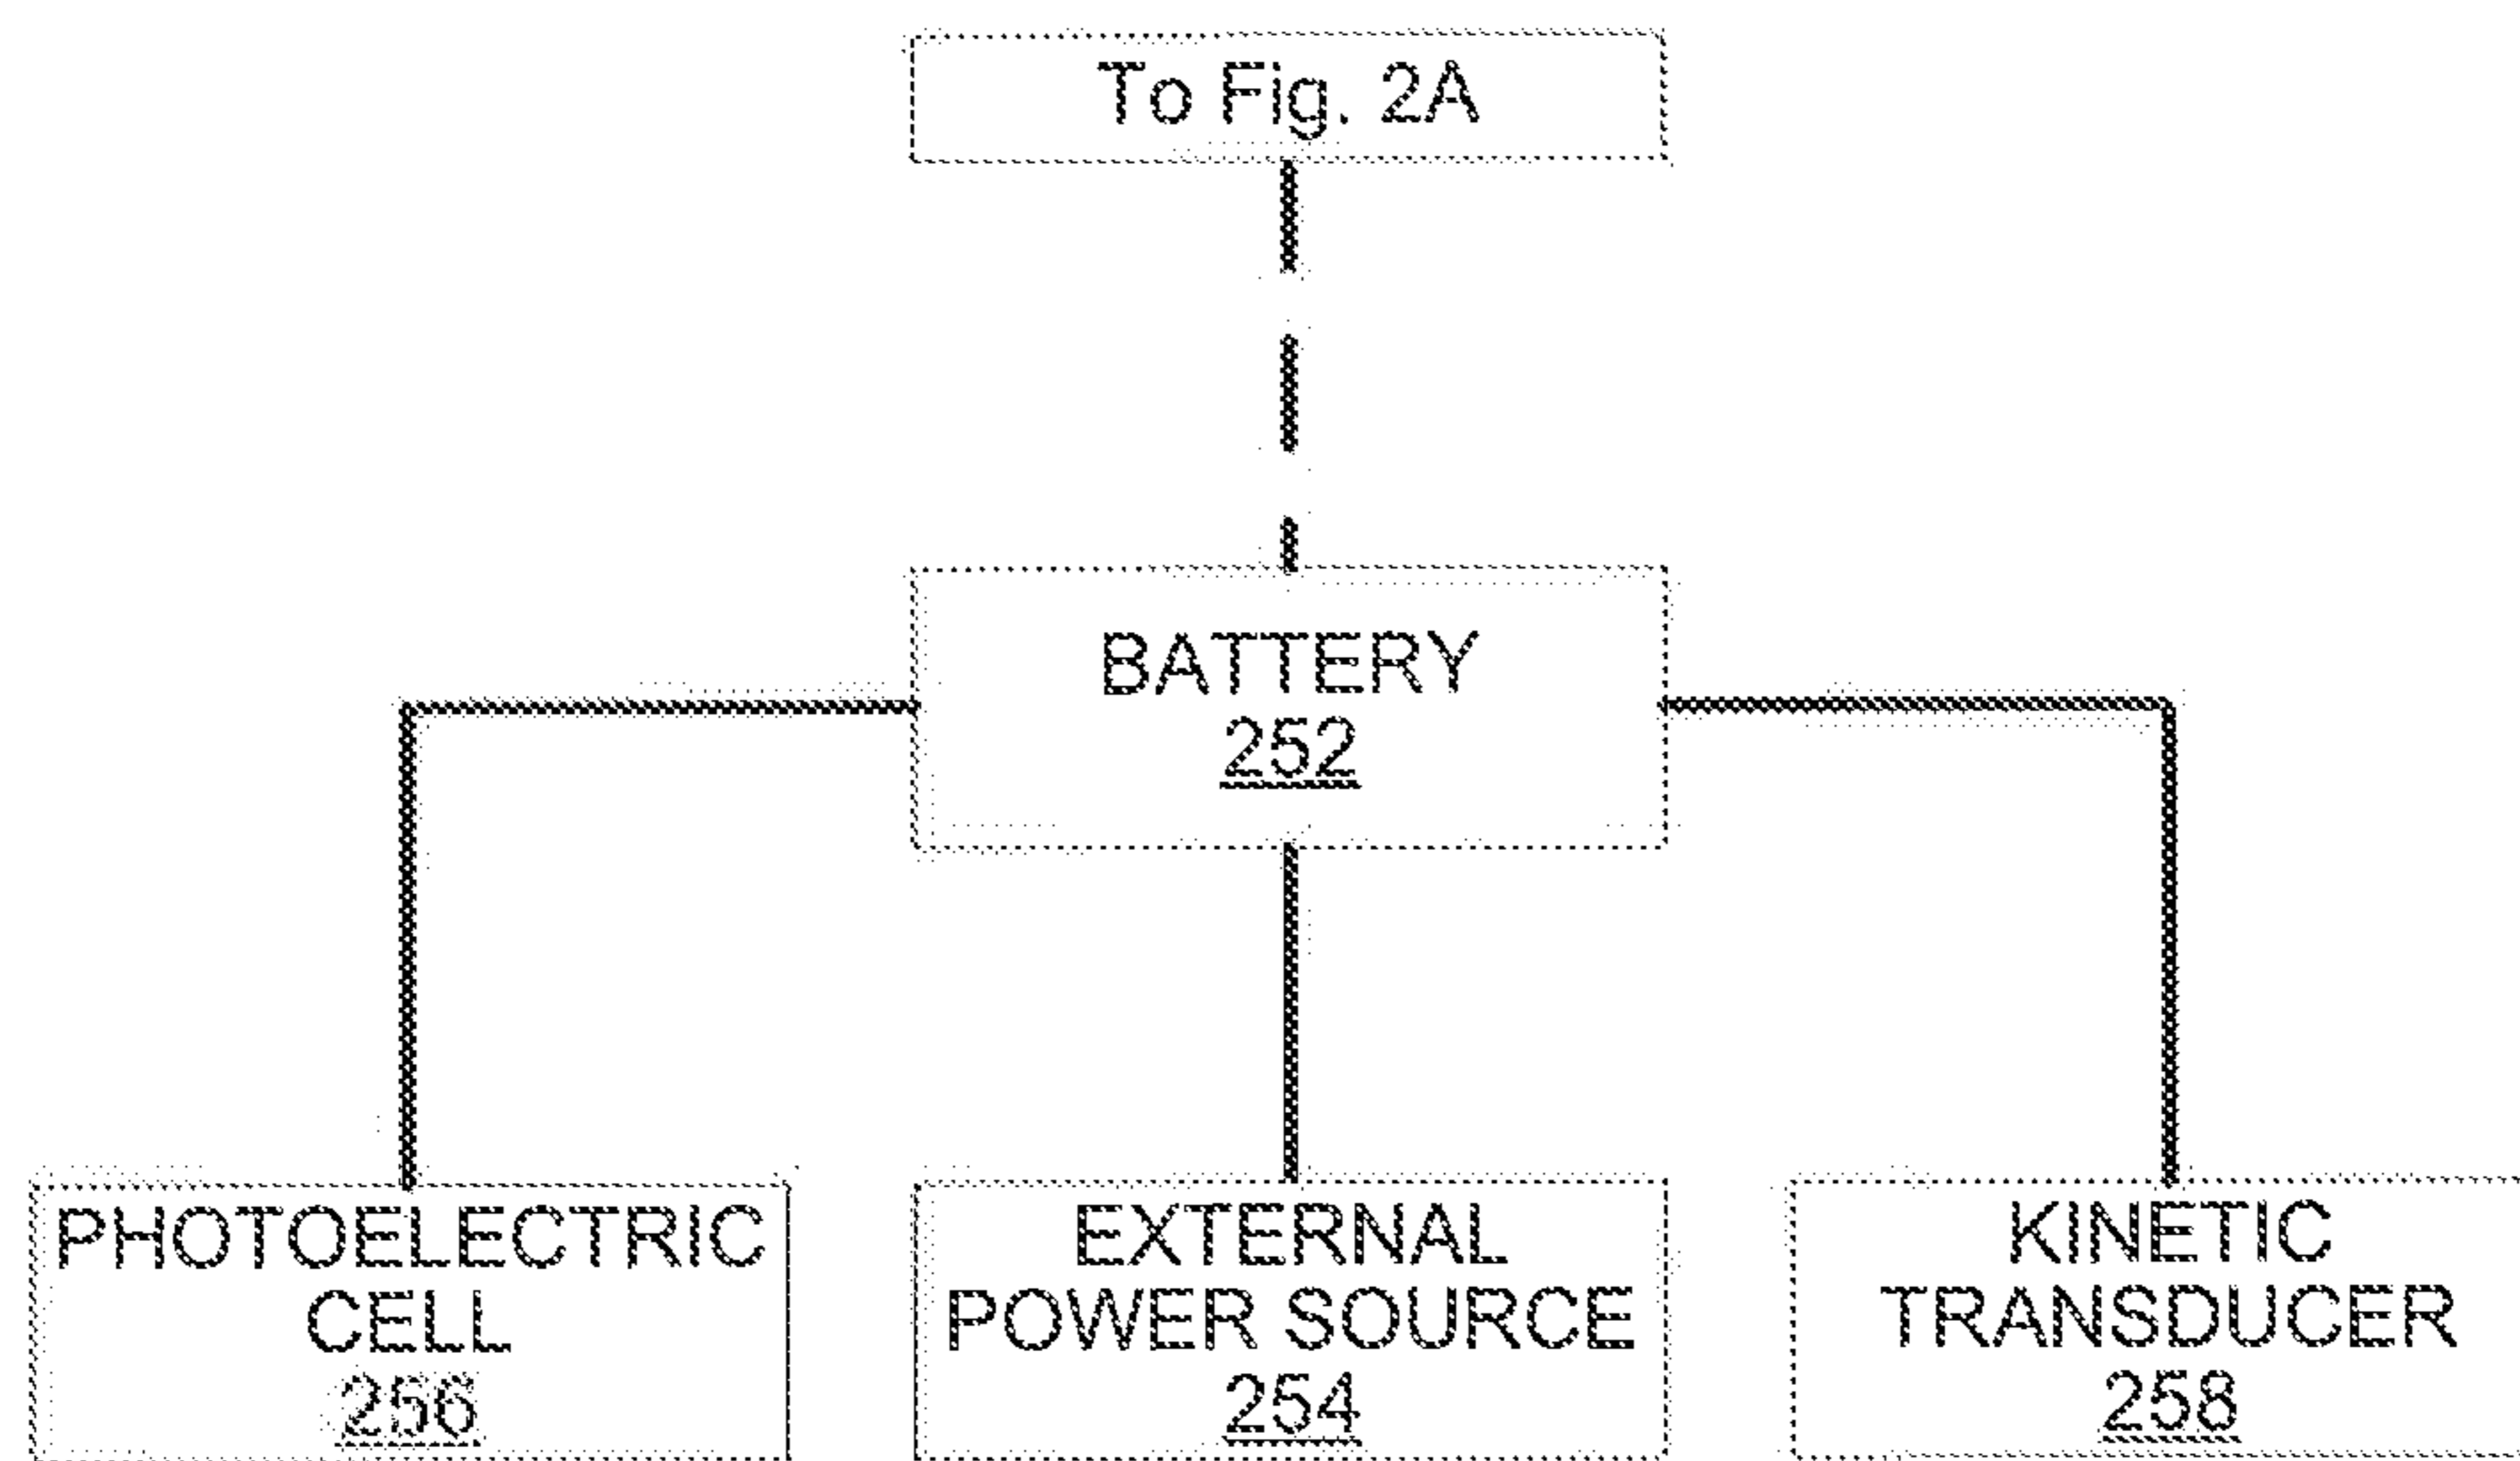 To Fig. 2A
BATTERY
252
PHOTOELECTRIC
CELL
256
EXTERNAL
POWER SOURCE
254
KINETIC
TRANSDUCER
258